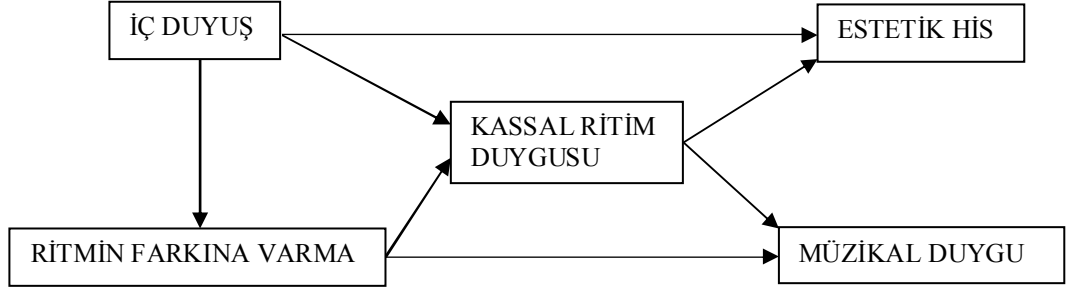 İÇ DUYUŞ
ESTETİK HİS
KASSAL RİTİM
DUYGUSU
RİTMİN FARKINA VARMA
MÜZİKAL DUYGU